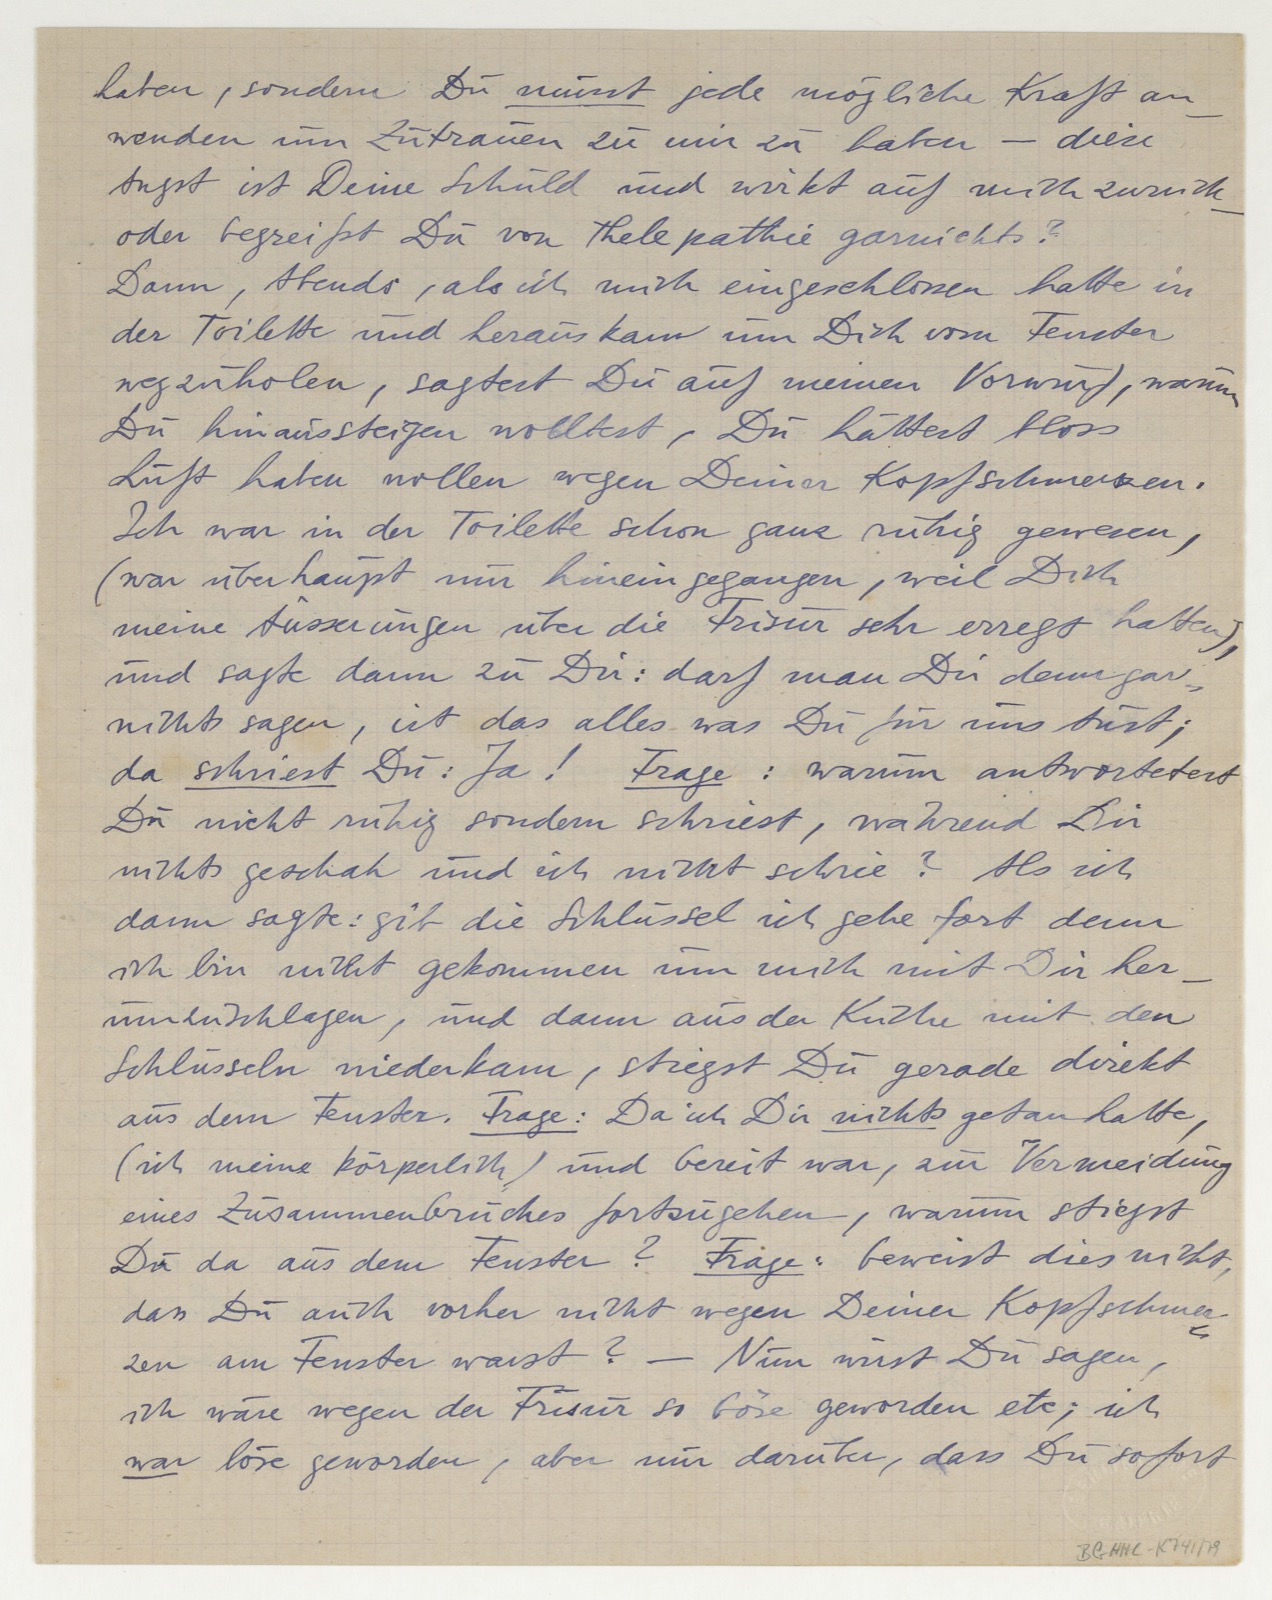 haben, sondern Du musst jede mögliche Kraft an-
wenden um Zutrauen zu mir zu haben – diese
Angst ist Deine Schuld und wirkt auf mich zurück-
oder begreifst Du von Thelepathie garnichts?
Dann, Abends, als ich mich eingeschlossen hatte in
der Toilette und herauskam um Dich vom Fenster
wegzuholen, sagtest Du auf meinen Vorwurf, warum
Du hinaussteigen wolltest, Du hättest bloss
Luft haben wollen wegen Deiner Kopfschmerzen.
Ich war in der Toilette schon ganz ruhig gewesen,
(war überhaupt nur hineingegangen, weil Dich
meine Äusserungen über die Frisur sehr erregt hatten),
und sagte dann zu Dir: darf man Dir denn gar-
nichts sagen, ist das alles was Du für uns tust;
da schriest Du: Ja! Frage: warum antwortetest
Du nicht ruhig sondern schriest, während Dir
nichts geschah und ich nicht schrie? Als ich
dann sagte: gib die Schlüssel ich gehe fort denn
ich bin nicht gekommen um mich mit Dir her-
umzuschlagen, und dann aus der Küche mit den
Schlüsseln wiederkam, stiegst Du gerade direkt
aus dem Fenster. Frage: Da ich Dir nichts getan hatte,
(ich meine körperlich) und bereit war, zur Vermeidung
eines Zusammenbruches fortzugehen, warum stiegst
Du da aus dem Fenster? Frage: beweist dies nicht,
dass Du auch vorher nicht wegen Deiner Kopfschmer-
zen am Fenster warst? – Nun wirst Du sagen,
ich wäre wegen der Frisur so böse geworden etc; ich
war böse geworden, aber nur darüber, dass Du sofort
BG-HHC-K741/79